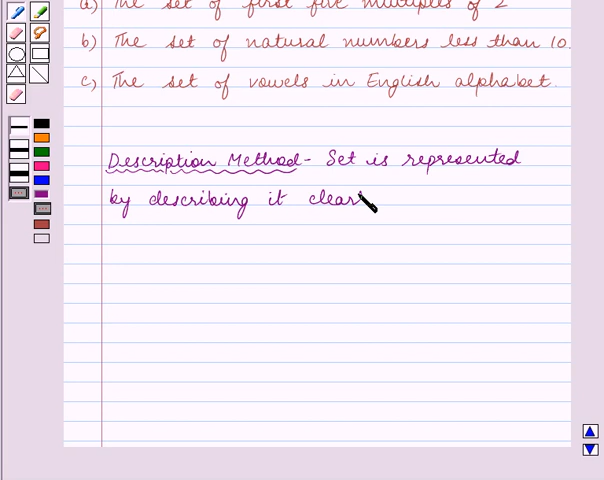 a) The set of first five multiples of 2
b) The set of natural numbers less than 10.
c) The set of vowels in English alphabet.
Description Method - Set is represented
by describing it clear